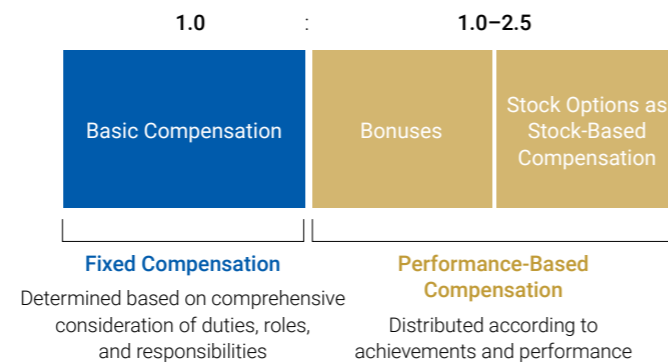 1.0 : 1.0–2.5
Basic Compensation
Bonuses
Stock Options as
Stock-Based
Compensation
Fixed Compensation
Determined based on comprehensive
consideration of duties, roles,
and responsibilities
Performance-Based
Compensation
Distributed according to
achievements and performance